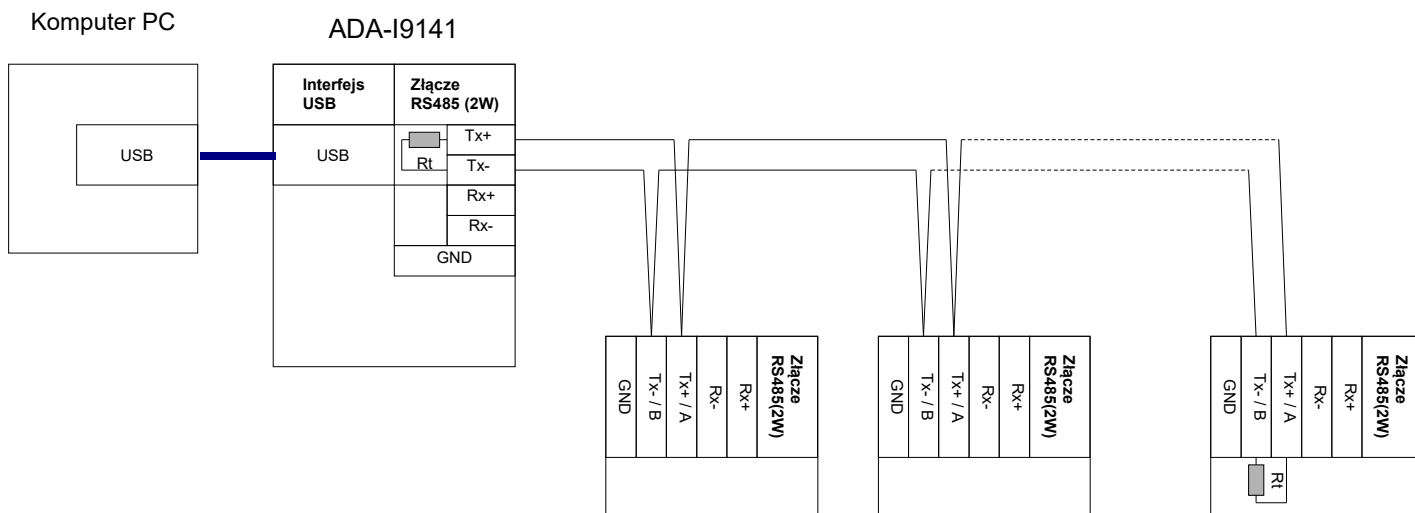 Komputer PC
ADA-I9141
Interfejs
USB
Złącze
RS485 (2W)
USB
USB
Rt
Tx+
Tx-
Rx+
Rx-
GND
GND
Tx- / B
Tx+ / A
Rx-
Rx+
Złącze
RS485(2W)
GND
Tx- / B
Tx+ / A
Rx-
Rx+
Złącze
RS485(2W)
GND
Tx- / B
Tx+ / A
Rx-
Rx+
Złącze
RS485(2W)
Rt